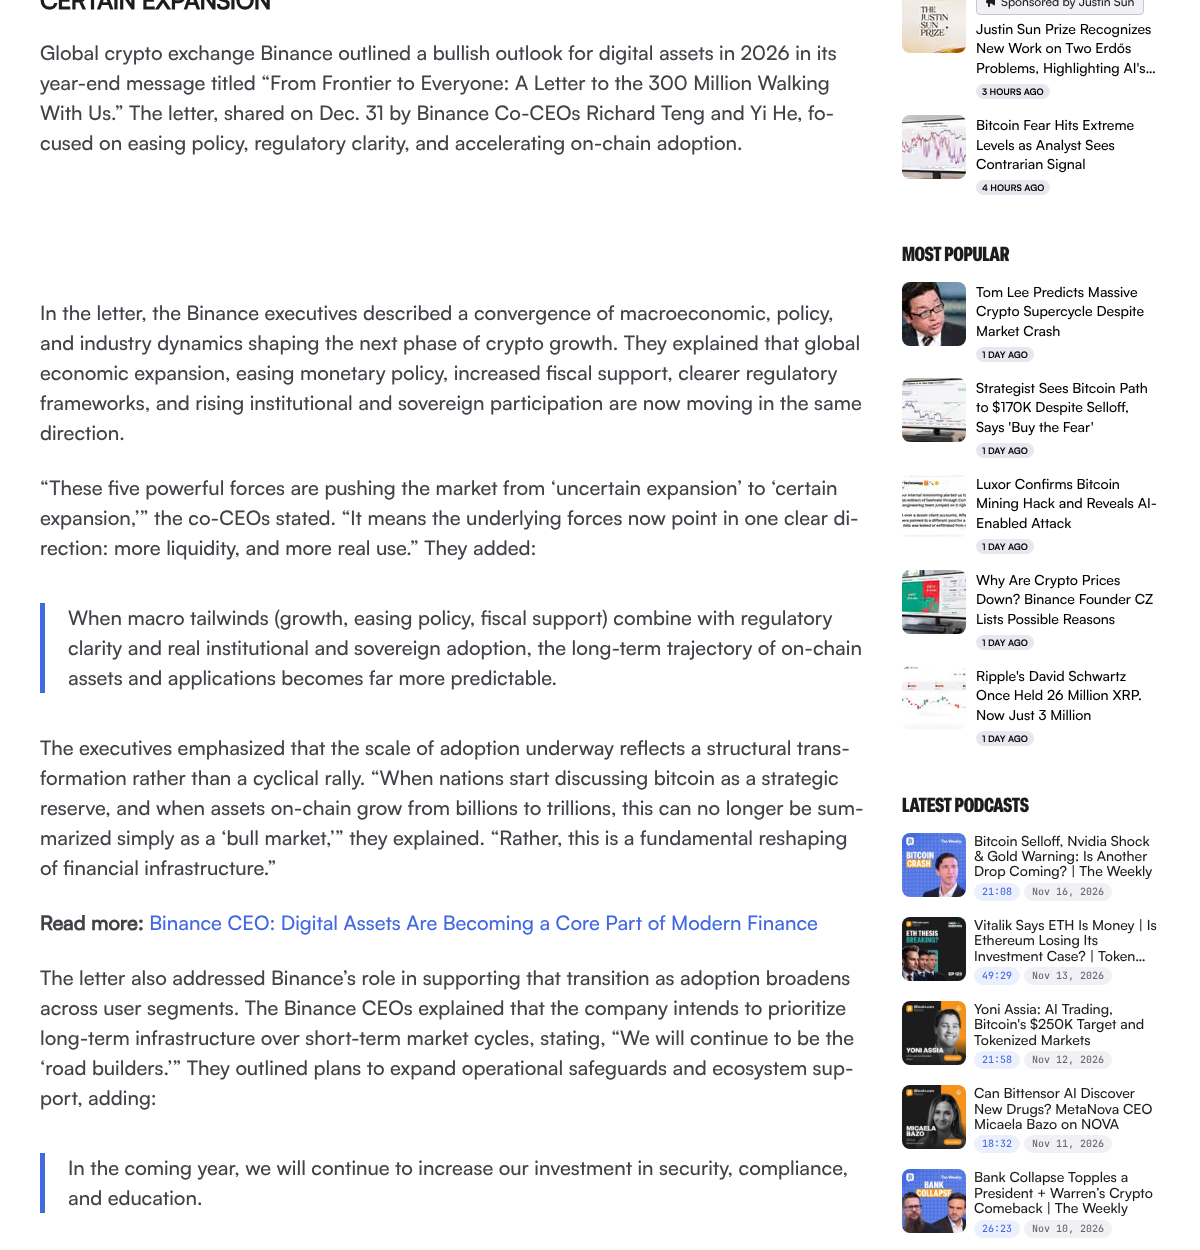 CERTAIN EXPANSION
Global crypto exchange Binance outlined a bullish outlook for digital assets in 2026 in its
year-end message titled “From Frontier to Everyone: A Letter to the 300 Million Walking
With Us.” The letter, shared on Dec. 31 by Binance Co-CEOs Richard Teng and Yi He, fo-
cused on easing policy, regulatory clarity, and accelerating on-chain adoption.
In the letter, the Binance executives described a convergence of macroeconomic, policy,
and industry dynamics shaping the next phase of crypto growth. They explained that global
economic expansion, easing monetary policy, increased fiscal support, clearer regulatory
frameworks, and rising institutional and sovereign participation are now moving in the same
direction.
“These five powerful forces are pushing the market from ‘uncertain expansion’ to ‘certain
expansion,’” the co-CEOs stated. “It means the underlying forces now point in one clear di-
rection: more liquidity, and more real use.” They added:
When macro tailwinds (growth, easing policy, fiscal support) combine with regulatory
clarity and real institutional and sovereign adoption, the long-term trajectory of on-chain
assets and applications becomes far more predictable.
The executives emphasized that the scale of adoption underway reflects a structural trans-
formation rather than a cyclical rally. “When nations start discussing bitcoin as a strategic
reserve, and when assets on-chain grow from billions to trillions, this can no longer be sum-
marized simply as a ‘bull market,’” they explained. “Rather, this is a fundamental reshaping
of financial infrastructure.”
Read more: Binance CEO: Digital Assets Are Becoming a Core Part of Modern Finance
The letter also addressed Binance’s role in supporting that transition as adoption broadens
across user segments. The Binance CEOs explained that the company intends to prioritize
long-term infrastructure over short-term market cycles, stating, “We will continue to be the
‘road builders.’” They outlined plans to expand operational safeguards and ecosystem sup-
port, adding:
In the coming year, we will continue to increase our investment in security, compliance,
and education.
THE
JUSTIN
SUN
PRIZE
Sponsored by Justin Sun
Justin Sun Prize Recognizes
New Work on Two Erdős
Problems, Highlighting AI's...
3 HOURS AGO
Bitcoin Fear Hits Extreme
Levels as Analyst Sees
Contrarian Signal
4 HOURS AGO
MOST POPULAR
Tom Lee Predicts Massive
Crypto Supercycle Despite
Market Crash
1 DAY AGO
Strategist Sees Bitcoin Path
to $170K Despite Selloff,
Says 'Buy the Fear'
1 DAY AGO
Luxor Confirms Bitcoin
Mining Hack and Reveals AI-
Enabled Attack
1 DAY AGO
Why Are Crypto Prices
Down? Binance Founder CZ
Lists Possible Reasons
1 DAY AGO
Ripple's David Schwartz
Once Held 26 Million XRP.
Now Just 3 Million
1 DAY AGO
LATEST PODCASTS
The Weekly
BITCOIN
CRASH
Bitcoin Selloff, Nvidia Shock
& Gold Warning: Is Another
Drop Coming? | The Weekly
21:08 Nov 16, 2026
ETH THESIS
BREAKING?
Vitalik Says ETH Is Money | Is
Ethereum Losing Its
Investment Case? | Token...
49:29 Nov 13, 2026
YONI ASSIA
Yoni Assia: AI Trading,
Bitcoin's $250K Target and
Tokenized Markets
21:58 Nov 12, 2026
MICAELA
BAZO
Can Bittensor AI Discover
New Drugs? MetaNova CEO
Micaela Bazo on NOVA
18:32 Nov 11, 2026
The Weekly
BANK
COLLAPSE
Bank Collapse Topples a
President + Warren’s Crypto
Comeback | The Weekly
26:23 Nov 10, 2026